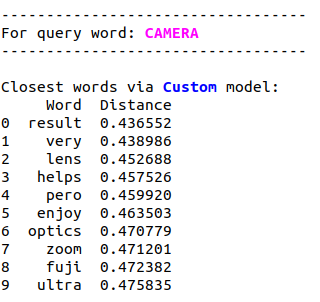 ----------------------------------
For query word: CAMERA
----------------------------------
Closest words via Custom model:
Word Distance
0 result 0.436552
1 very 0.438986
2 lens 0.452688
3 helps 0.457526
4 pero 0.459920
5 enjoy 0.463503
6 optics 0.470779
7 zoom 0.471201
8 fuji 0.472382
9 ultra 0.475835